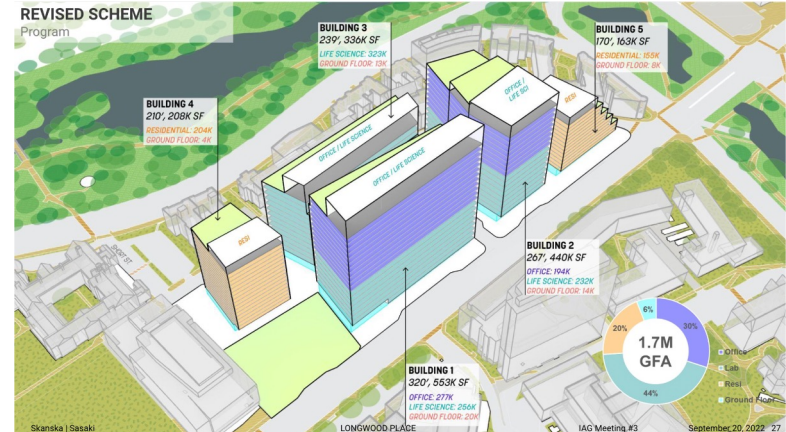 REVISED SCHEME
Program
BUILDING 3
239', 336K SF
LIFE SCIENCE: 323K
GROUND FLOOR: 13K
BUILDING 5
170', 163K SF
RESIDENTIAL: 155K
GROUND FLOOR: 8K
BUILDING 4
210', 208K SF
RESIDENTIAL: 204K
GROUND FLOOR: 4K
OFFICE / LIFE SCIENCE
OFFICE / LIFE SCIENCE
OFFICE /
LIFE SCI
RESI
RESI
SHORT ST
BUILDING 2
267', 440K SF
OFFICE: 194K
LIFE SCIENCE: 232K
GROUND FLOOR: 14K
BUILDING 1
320', 553K SF
OFFICE: 277K
LIFE SCIENCE: 256K
GROUND FLOOR: 20K
6%
20%
30%
44%
1.7M
GFA
Office
Lab
Resi
Ground Floor
Skanska | Sasaki
LONGWOOD PLACE
IAG Meeting #3
September 20, 2022 27